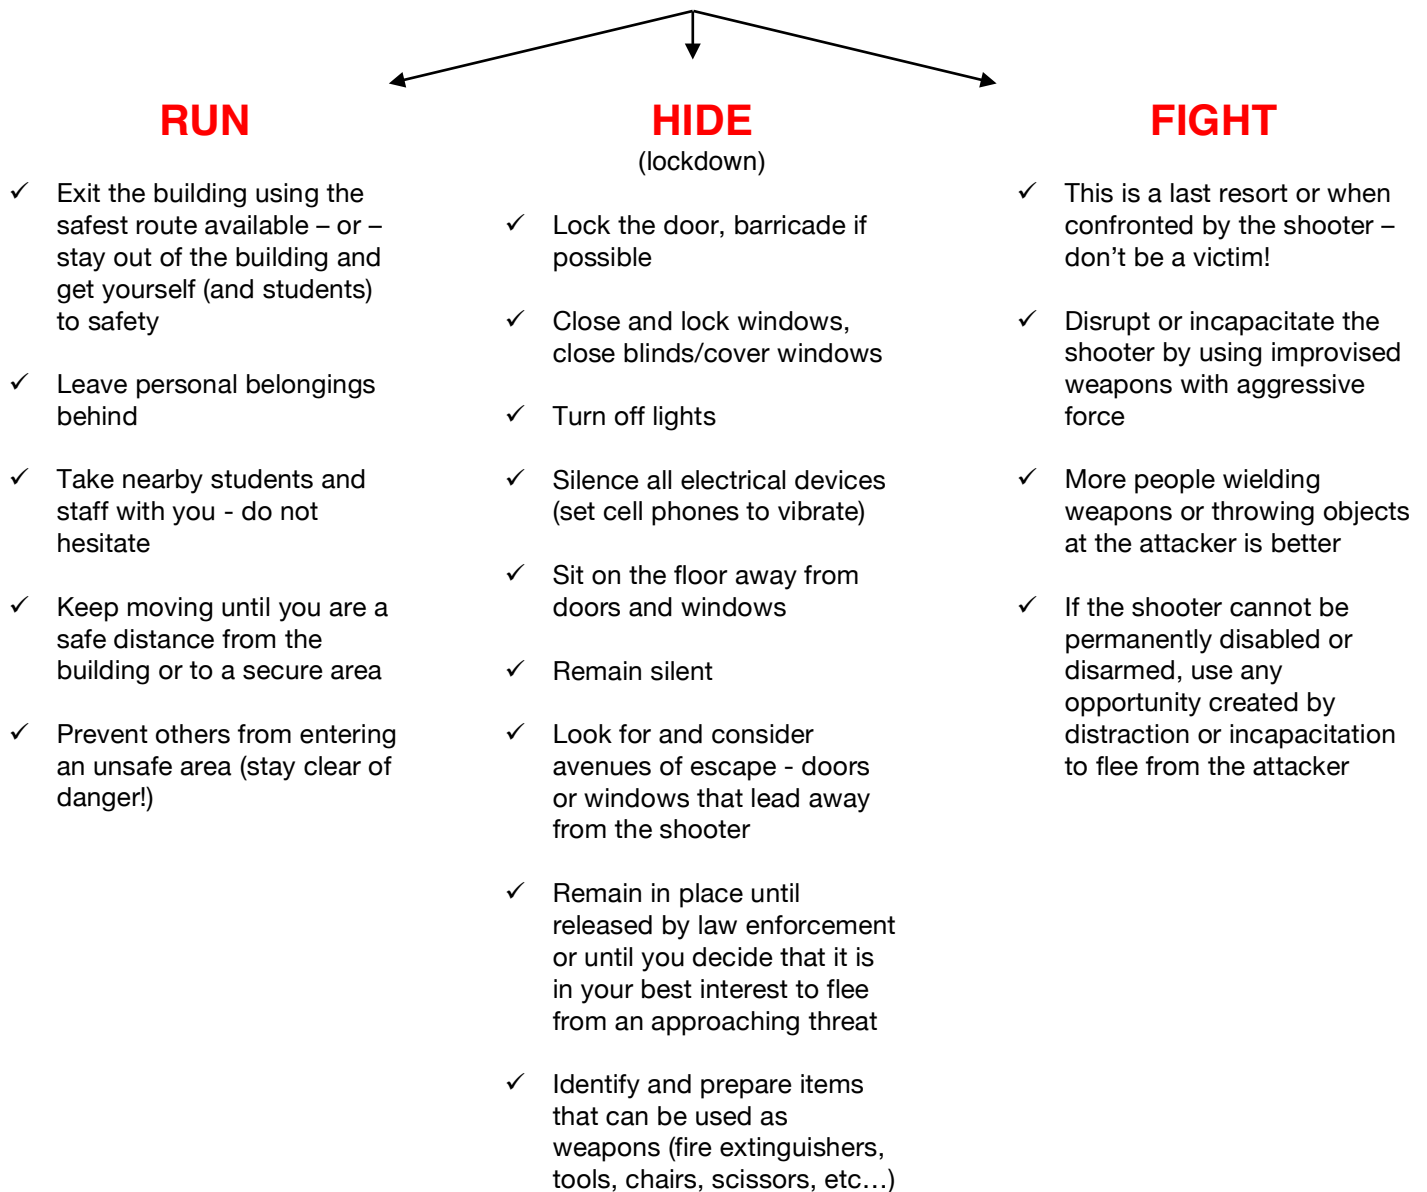 RUN
✓ Exit the building using the
safest route available – or –
stay out of the building and
get yourself (and students)
to safety
✓ Leave personal belongings
behind
✓ Take nearby students and
staff with you - do not
hesitate
✓ Keep moving until you are a
safe distance from the
building or to a secure area
✓ Prevent others from entering
an unsafe area (stay clear of
danger!)
HIDE
(lockdown)
✓ Lock the door, barricade if
possible
✓ Close and lock windows,
close blinds/cover windows
✓ Turn off lights
✓ Silence all electrical devices
(set cell phones to vibrate)
✓ Sit on the floor away from
doors and windows
✓ Remain silent
✓ Look for and consider
avenues of escape - doors
or windows that lead away
from the shooter
✓ Remain in place until
released by law enforcement
or until you decide that it is
in your best interest to flee
from an approaching threat
✓ Identify and prepare items
that can be used as
weapons (fire extinguishers,
tools, chairs, scissors, etc…)
FIGHT
✓ This is a last resort or when
confronted by the shooter –
don’t be a victim!
✓ Disrupt or incapacitate the
shooter by using improvised
weapons with aggressive
force
✓ More people wielding
weapons or throwing objects
at the attacker is better
✓ If the shooter cannot be
permanently disabled or
disarmed, use any
opportunity created by
distraction or incapacitation
to flee from the attacker